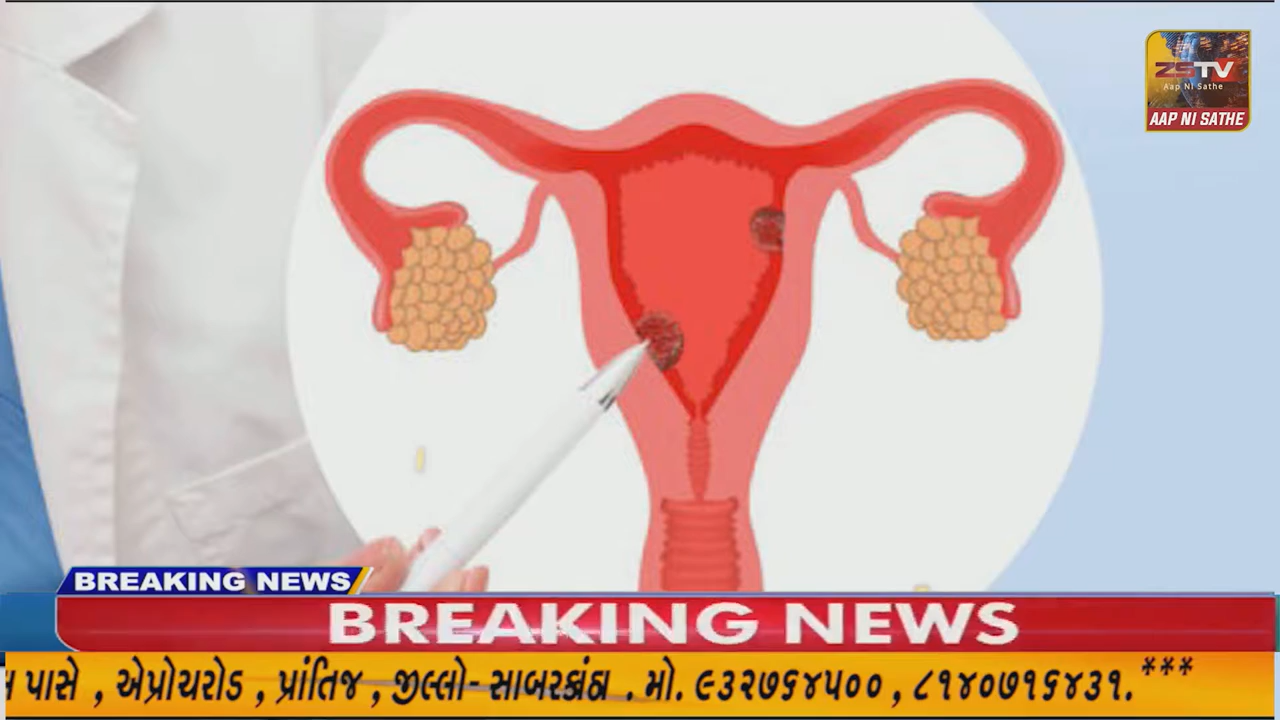 ZSTV
Aap Ni Sathe
AAP NI SATHE
BREAKING NEWS
BREAKING NEWS
પાસે , એપ્રોચરોડ , પ્રાંતિજ , જીલ્લો- સાબરકાંઠા . મો. ૯૩૨૭૬૪૫૦૦ , ૮૧૪૦૭૧૬૪૩૧. ***